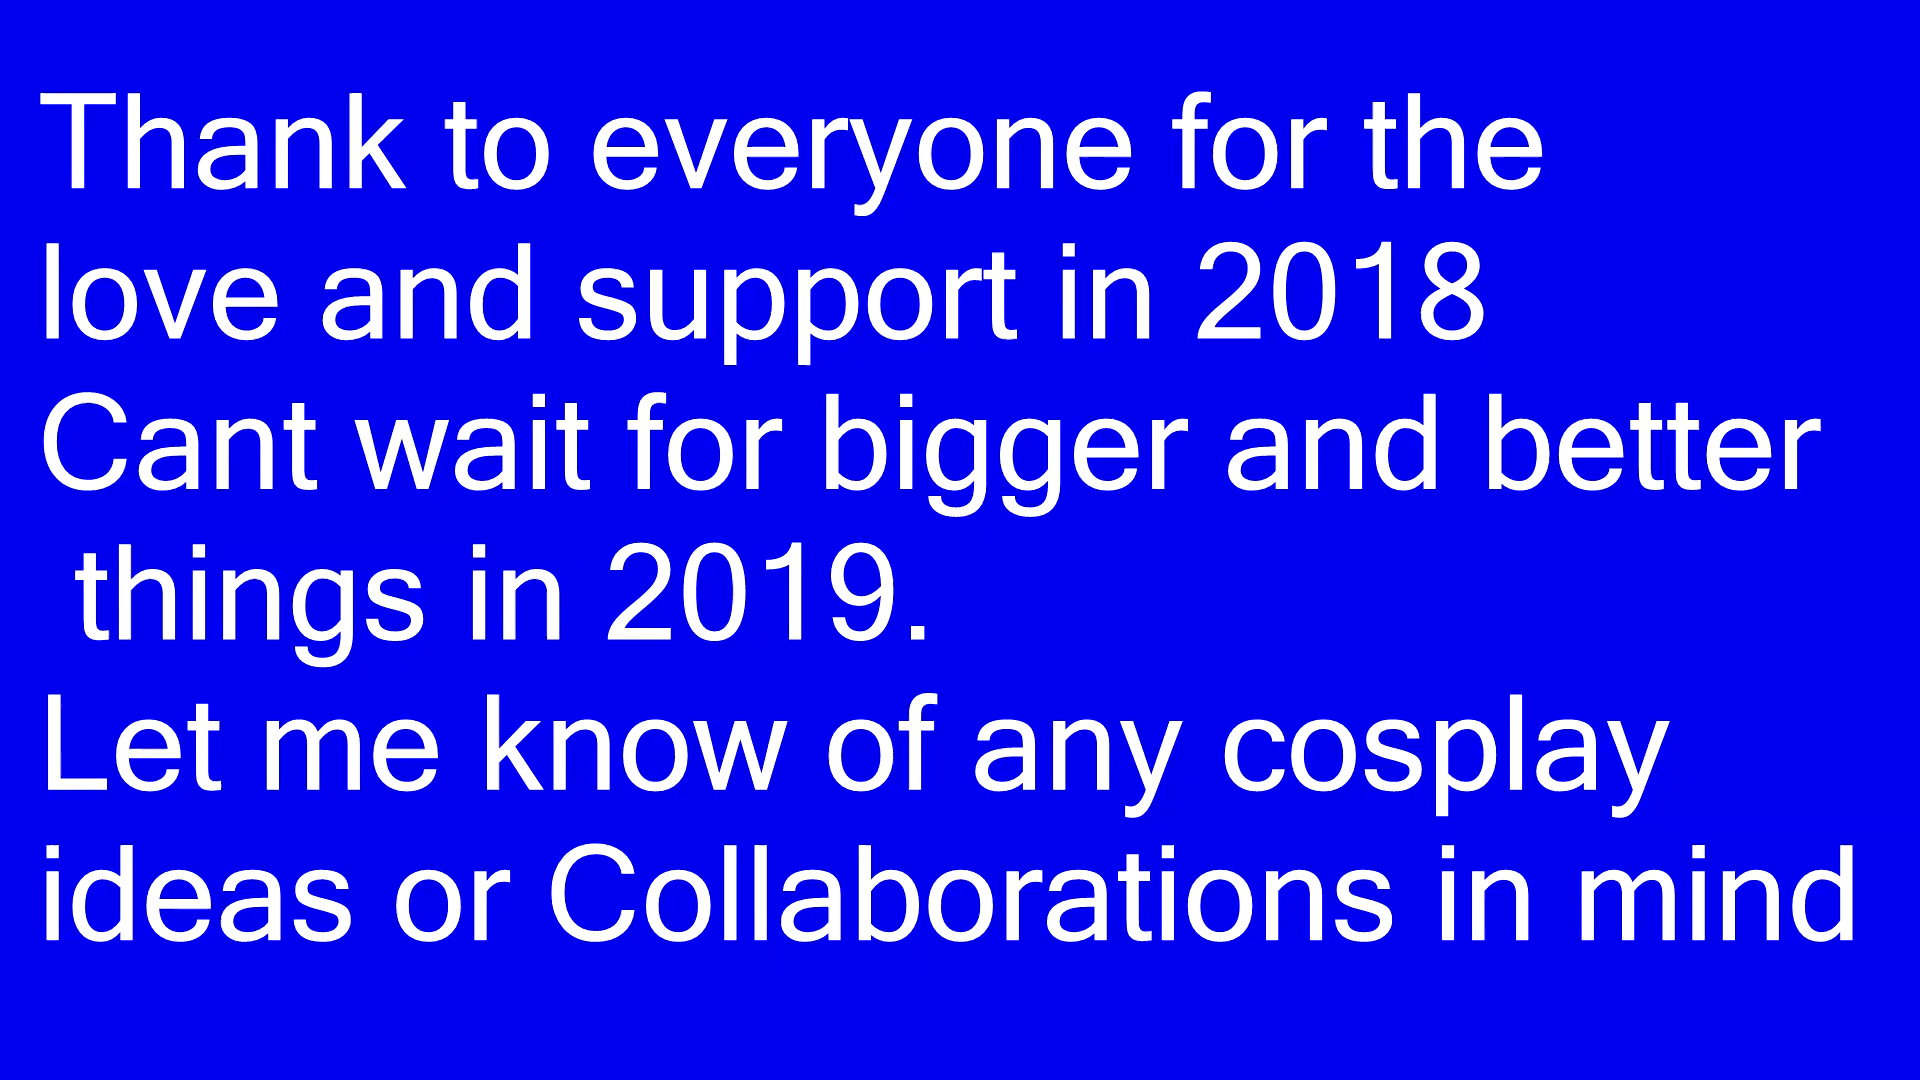 Thank to everyone for the
love and support in 2018
Cant wait for bigger and better
things in 2019.
Let me know of any cosplay
ideas or Collaborations in mind